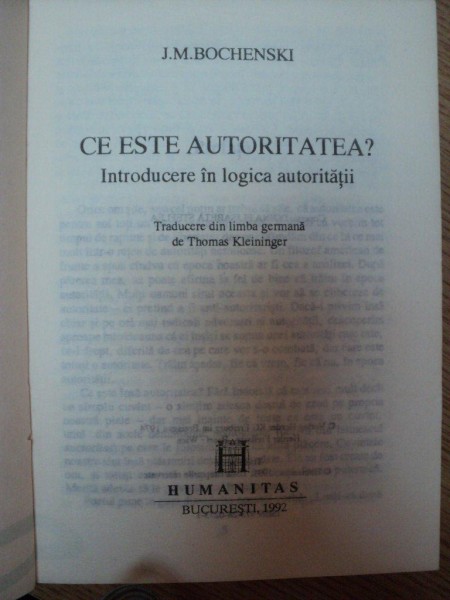 J.M.BOCHENSKI
CE ESTE AUTORITATEA?
Introducere în logica autorităţii
Traducere din limba germană
de Thomas Kleininger
HUMANITAS
BUCUREŞTI, 1992